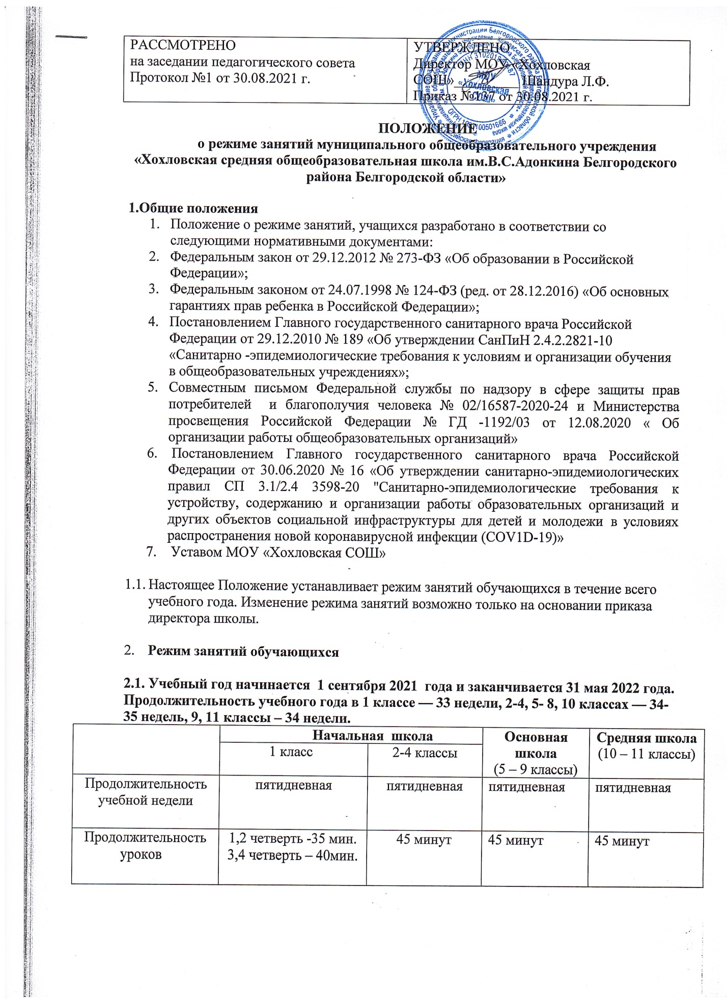 РАССМОТРЕНО
на заседании педагогического совета
Протокол №1 от 30.08.2021 г.
УТВЕРЖДЕНО
Директор МОУ «Хохловская
СОШ» Шандура Л.Ф.
Приказ №137 от 30.08.2021 г.
МОУ
«Хохловская
СОШ»
ПОЛОЖЕНИЕ
о режиме занятий муниципального общеобразовательного учреждения
«Хохловская средняя общеобразовательная школа им.В.С.Адонкина Белгородского
района Белгородской области»
1.Общие положения
1. Положение о режиме занятий, учащихся разработано в соответствии со
следующими нормативными документами:
2. Федеральным закон от 29.12.2012 № 273-ФЗ «Об образовании в Российской
Федерации»;
3. Федеральным законом от 24.07.1998 № 124-ФЗ (ред. от 28.12.2016) «Об основных
гарантиях прав ребенка в Российской Федерации»;
4. Постановлением Главного государственного санитарного врача Российской
Федерации от 29.12.2010 № 189 «Об утверждении СанПиН 2.4.2.2821-10
«Санитарно -эпидемиологические требования к условиям и организации обучения
в общеобразовательных учреждениях»;
5. Совместным письмом Федеральной службы по надзору в сфере защиты прав
потребителей и благополучия человека № 02/16587-2020-24 и Министерства
просвещения Российской Федерации № ГД -1192/03 от 12.08.2020 « Об
организации работы общеобразовательных организаций»
6. Постановлением Главного государственного санитарного врача Российской
Федерации от 30.06.2020 № 16 «Об утверждении санитарно-эпидемиологических
правил СП 3.1/2.4 3598-20 "Санитарно-эпидемиологические требования к
устройству, содержанию и организации работы образовательных организаций и
других объектов социальной инфраструктуры для детей и молодежи в условиях
распространения новой коронавирусной инфекции (COV1D-19)»
7. Уставом МОУ «Хохловская СОШ»
1.1. Настоящее Положение устанавливает режим занятий обучающихся в течение всего
учебного года. Изменение режима занятий возможно только на основании приказа
директора школы.
2. Режим занятий обучающихся
2.1. Учебный год начинается 1 сентября 2021 года и заканчивается 31 мая 2022 года.
Продолжительность учебного года в 1 классе — 33 недели, 2-4, 5- 8, 10 классах — 34-
35 недель, 9, 11 классы – 34 недели.
Начальная школа
Основная
школа
(5 – 9 классы)
Средняя школа
(10 – 11 классы)
1 класс
2-4 классы
Продолжительность
учебной недели
пятидневная
пятидневная
пятидневная
пятидневная
Продолжительность
уроков
1,2 четверть -35 мин.
3,4 четверть – 40мин.
45 минут
45 минут
45 минут